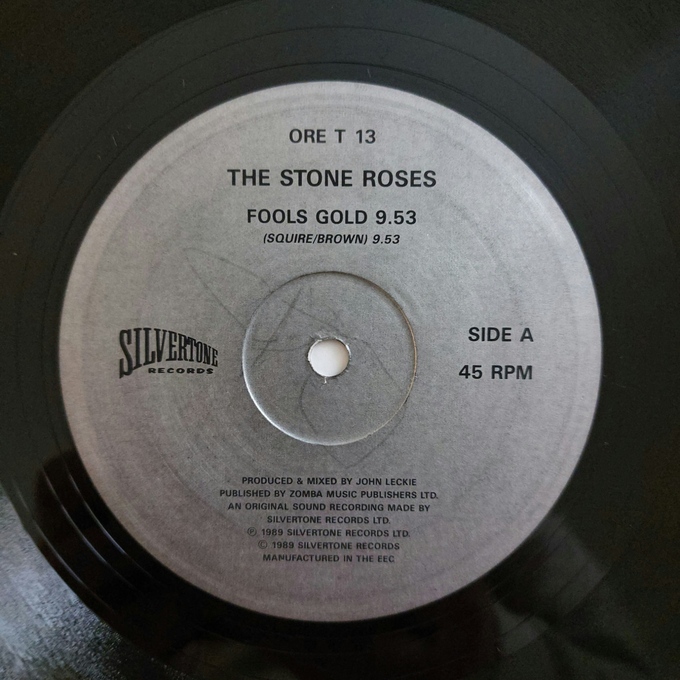 ORE T 13
THE STONE ROSES
FOOLS GOLD 9.53
(SQUIRE/BROWN) 9.53
SILVERTONE
RECORDS
SIDE A
45 RPM
PRODUCED & MIXED BY JOHN LECKIE
PUBLISHED BY ZOMBA MUSIC PUBLISHERS LTD.
AN ORIGINAL SOUND RECORDING MADE BY
SILVERTONE RECORDS LTD.
℗ 1989 SILVERTONE RECORDS LTD.
© 1989 SILVERTONE RECORDS
MANUFACTURED IN THE EEC